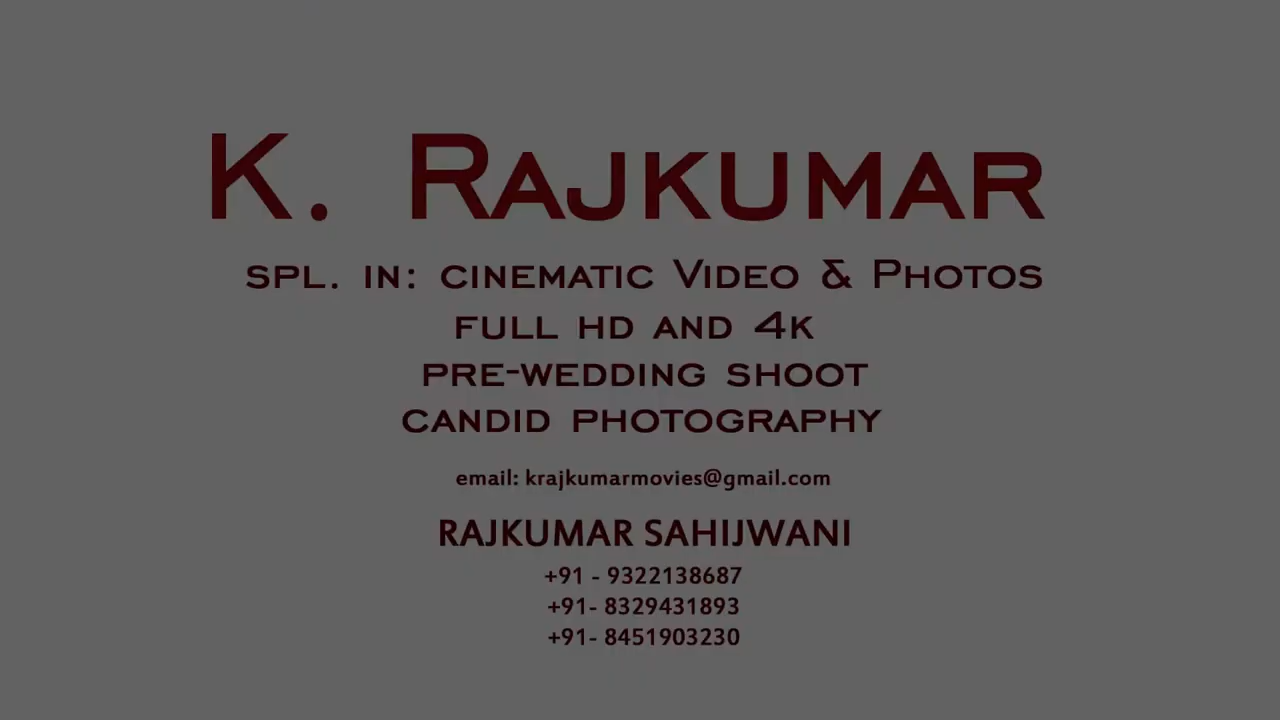 K. RAJKUMAR
SPL. IN: CINEMATIC VIDEO & PHOTOS
FULL HD AND 4K
PRE-WEDDING SHOOT
CANDID PHOTOGRAPHY
email: krajkumarmovies@gmail.com
RAJKUMAR SAHIJWANI
+91 - 9322138687
+91- 8329431893
+91- 8451903230